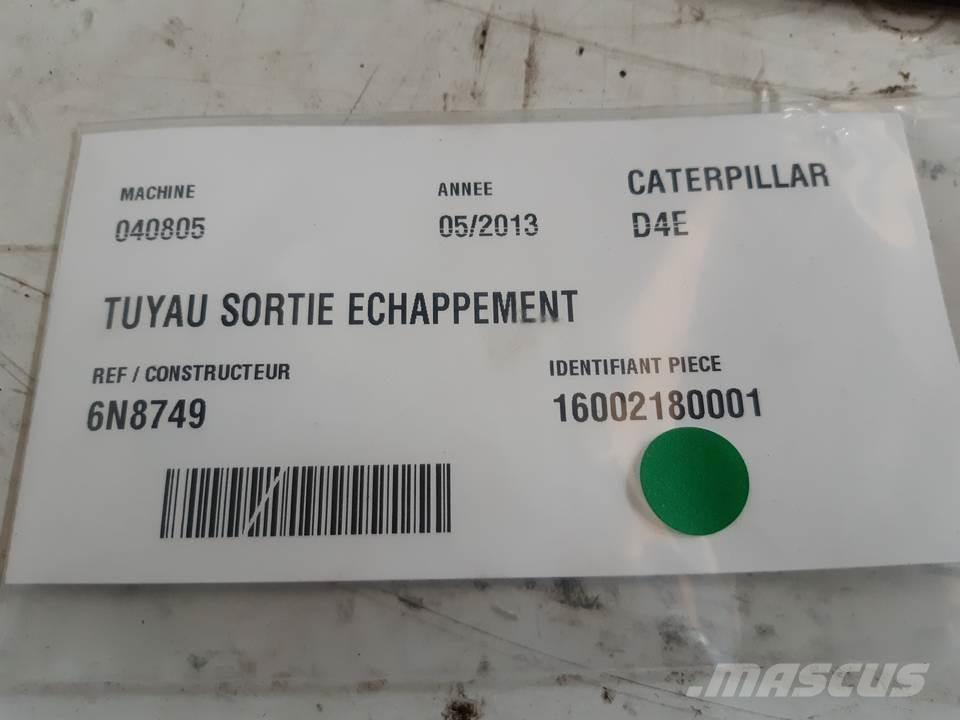 MACHINE ANNEE CATERPILLAR
040805 05/2013 D4E
TUYAU SORTIE ECHAPPEMENT
REF / CONSTRUCTEUR IDENTIFIANT PIECE
6N8749 16002180001
MASCUS